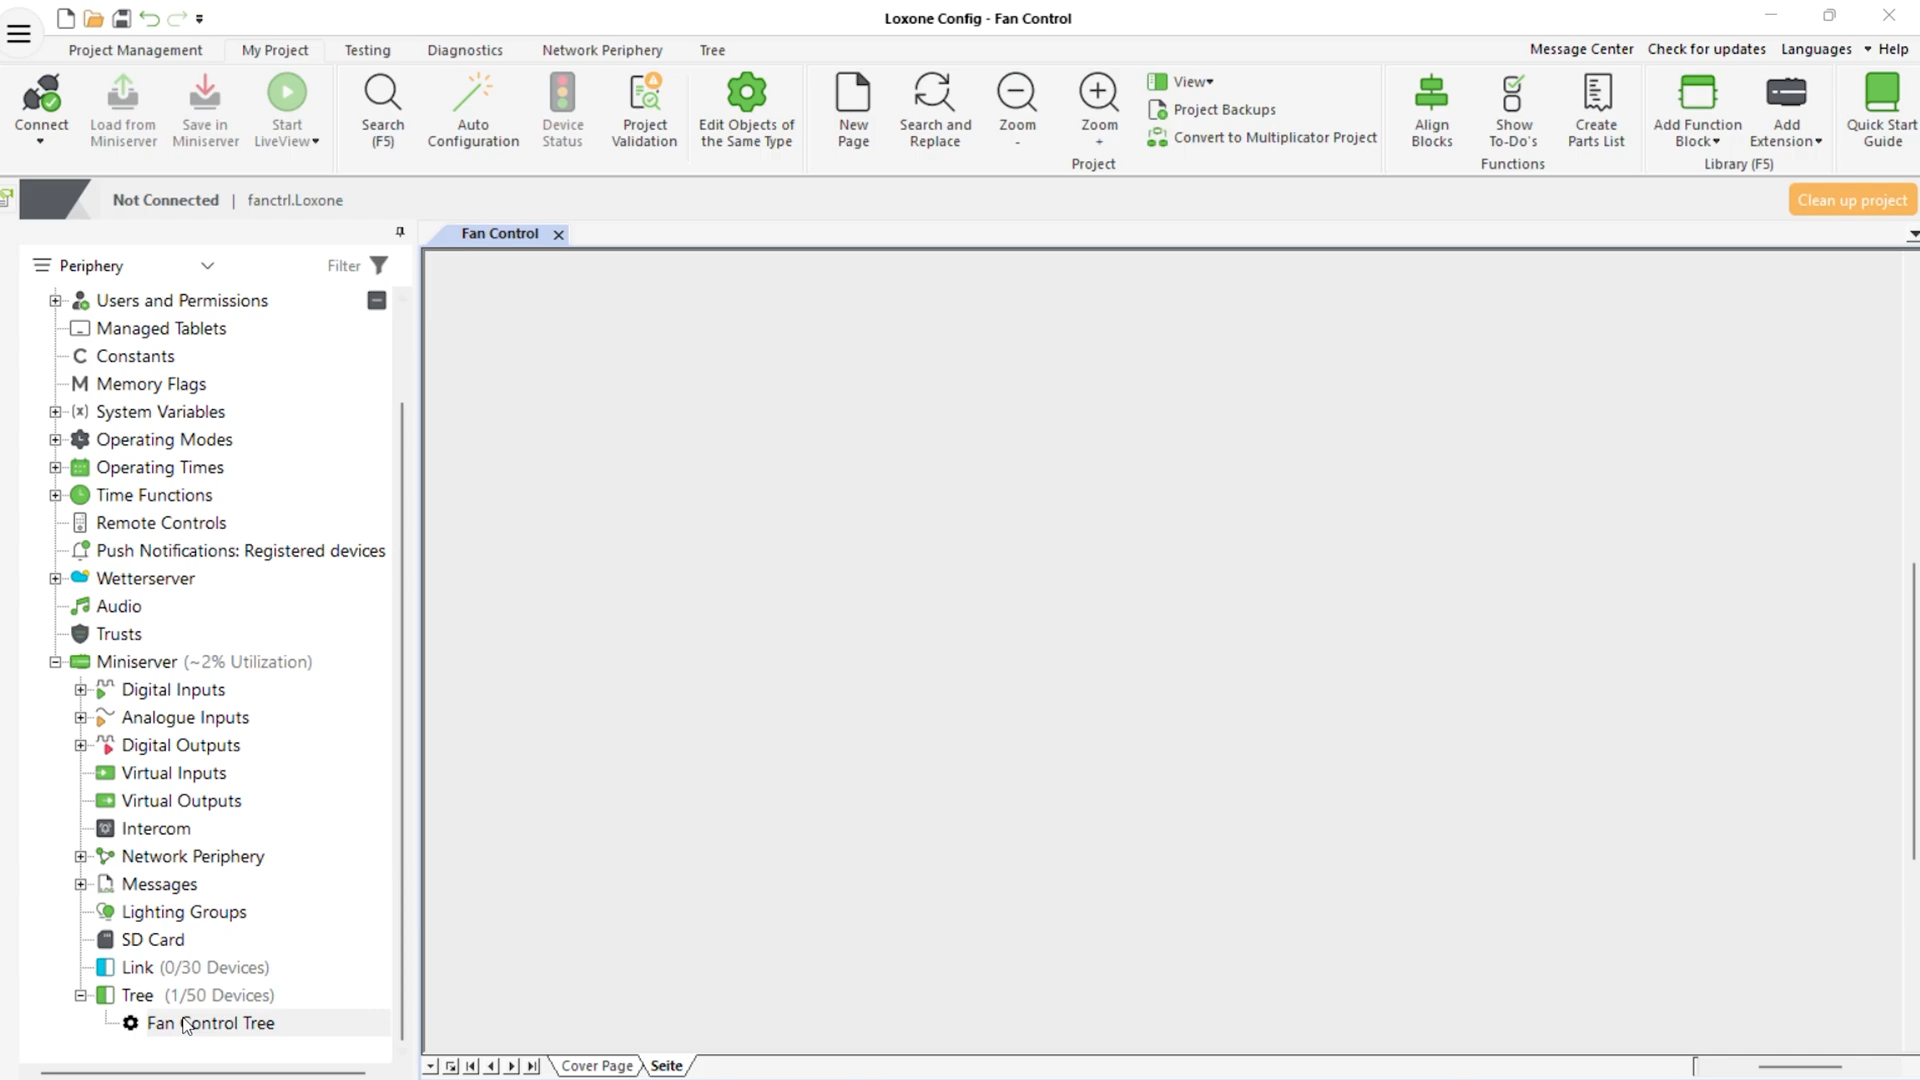 Loxone Config - Fan Control
Project Management
My Project
Testing
Diagnostics
Network Periphery
Tree
Message Center
Check for updates
Languages
Help
Connect
Load from
Miniserver
Save in
Miniserver
Start
LiveView
Search
(F5)
Auto
Configuration
Device
Status
Project
Validation
Edit Objects of
the Same Type
New
Page
Search and
Replace
Zoom
-
Zoom
+
View
Project Backups
Convert to Multiplicator Project
Project
Align
Blocks
Show
To-Do's
Create
Parts List
Functions
Add Function
Block
Add
Extension
Library (F5)
Quick Start
Guide
Not Connected | fanctrl.Loxone
Clean up project
Fan Control
Periphery
Filter
Users and Permissions
Managed Tablets
C Constants
M Memory Flags
(x) System Variables
Operating Modes
Operating Times
Time Functions
Remote Controls
Push Notifications: Registered devices
Wetterserver
Audio
Trusts
Miniserver (~2% Utilization)
Digital Inputs
Analogue Inputs
Digital Outputs
Virtual Inputs
Virtual Outputs
Intercom
Network Periphery
Messages
Lighting Groups
SD Card
Link (0/30 Devices)
Tree (1/50 Devices)
Fan Control Tree
Cover Page
Seite